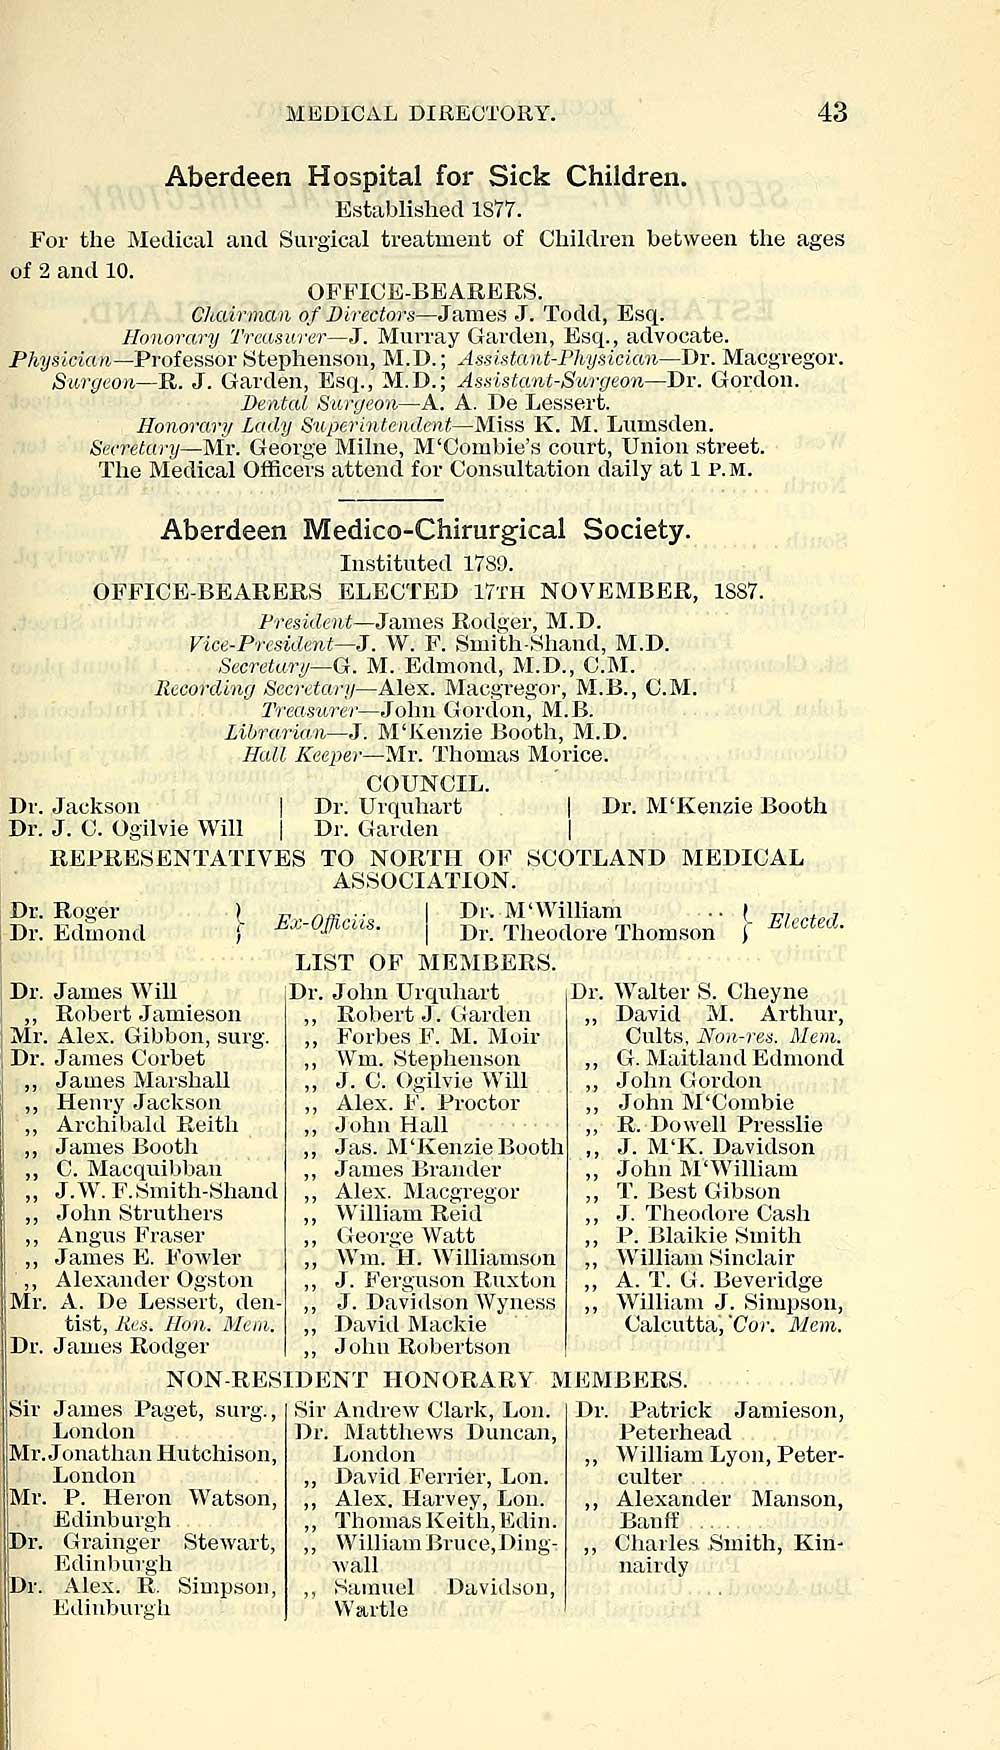 MEDICAL DIRECTORY. 43
Aberdeen Hospital for Sick Children.
Established 1877.
For the Medical and Surgical treatment of Children between the ages
of 2 and 10.
OFFICE-BEARERS.
Chairman of Directors—James J. Todd, Esq.
Honorary Treasurer—J. Murray Garden, Esq., advocate.
Physician—Professor Stephenson, M.D.; Assistant-Physician—Dr. Macgregor.
Surgeon—R. J. Garden, Esq., M.D.; Assistant-Surgeon—Dr. Gordon.
Dental Surgeon—A. A. De Lessert.
Honorary Lady Superintendent—Miss K. M. Lumsden.
Secretary—Mr. George Milne, M‘Combie's court, Union street.
The Medical Officers attend for Consultation daily at 1 P.M.
Aberdeen Medico-Chirurgical Society.
Instituted 1789.
OFFICE-BEARERS ELECTED 17TH NOVEMBER, 1887.
President—James Rodger, M.D.
Vice-President—J. W. F. Smith-Shand, M.D.
Secretary—G. M. Edmond, M.D., C.M.
Recording Secretary—Alex. Macgregor, M.B., C.M.
Treasurer—John Gordon, M.B.
Librarian—J. M‘Kenzie Booth, M.D.
Hall Keeper—Mr. Thomas Morice.
COUNCIL.
Dr. Jackson | Dr. Urquhart | Dr. M‘Kenzie Booth
Dr. J. C. Ogilvie Will | Dr. Garden |
REPRESENTATIVES TO NORTH OF SCOTLAND MEDICAL
ASSOCIATION.
Dr. Roger
Dr. Edmond } Ex-Officiis.
Dr. M‘William
Dr. Theodore Thomson } Elected.
LIST OF MEMBERS.
Dr. James Will
,, Robert Jamieson
Mr. Alex. Gibbon, surg.
Dr. James Corbet
,, James Marshall
,, Henry Jackson
,, Archibald Reith
,, James Booth
,, C. Macquibban
,, J. W. F. Smith-Shand
,, John Struthers
,, Angus Fraser
,, James E. Fowler
,, Alexander Ogston
Mr. A. De Lessert, den-
tist, Res. Hon. Mem.
Dr. James Rodger
Dr. John Urquhart
,, Robert J. Garden
,, Forbes F. M. Moir
,, Wm. Stephenson
,, J. C. Ogilvie Will
,, Alex. F. Proctor
,, John Hall
,, Jas. M‘Kenzie Booth
,, James Brander
,, Alex. Macgregor
,, William Reid
,, George Watt
,, Wm. H. Williamson
,, J. Ferguson Ruxton
,, J. Davidson Wyness
,, David Mackie
,, John Robertson
Dr. Walter S. Cheyne
,, David M. Arthur,
Cults, Non-res. Mem.
,, G. Maitland Edmond
,, John Gordon
,, John M‘Combie
,, R. Dowell Presslie
,, J. M‘K. Davidson
,, John M‘William
,, T. Best Gibson
,, J. Theodore Cash
,, P. Blaikie Smith
,, William Sinclair
,, A. T. G. Beveridge
,, William J. Simpson,
Calcutta, Cor. Mem.
NON-RESIDENT HONORARY MEMBERS.
Sir James Paget, surg.,
London
Mr. Jonathan Hutchison,
London
Mr. P. Heron Watson,
Edinburgh
Dr. Grainger Stewart,
Edinburgh
Dr. Alex. R. Simpson,
Edinburgh
Sir Andrew Clark, Lon.
Dr. Matthews Duncan,
London
,, David Ferrier, Lon.
,, Alex. Harvey, Lon.
,, Thomas Keith, Edin.
,, William Bruce, Ding-
wall
,, Samuel Davidson,
Wartle
Dr. Patrick Jamieson,
Peterhead
,, William Lyon, Peter-
culter
,, Alexander Manson,
Banff
,, Charles Smith, Kin-
nairdy